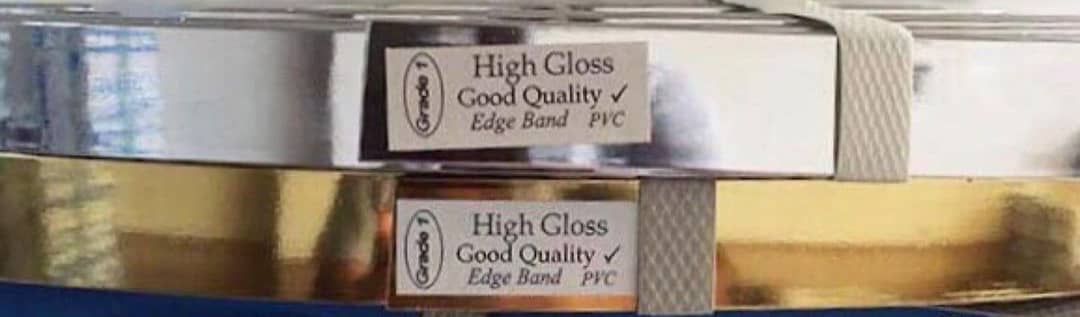 Grade 1
High Gloss
Good Quality ✓
Edge Band PVC
Grade 1
High Gloss
Good Quality ✓
Edge Band PVC